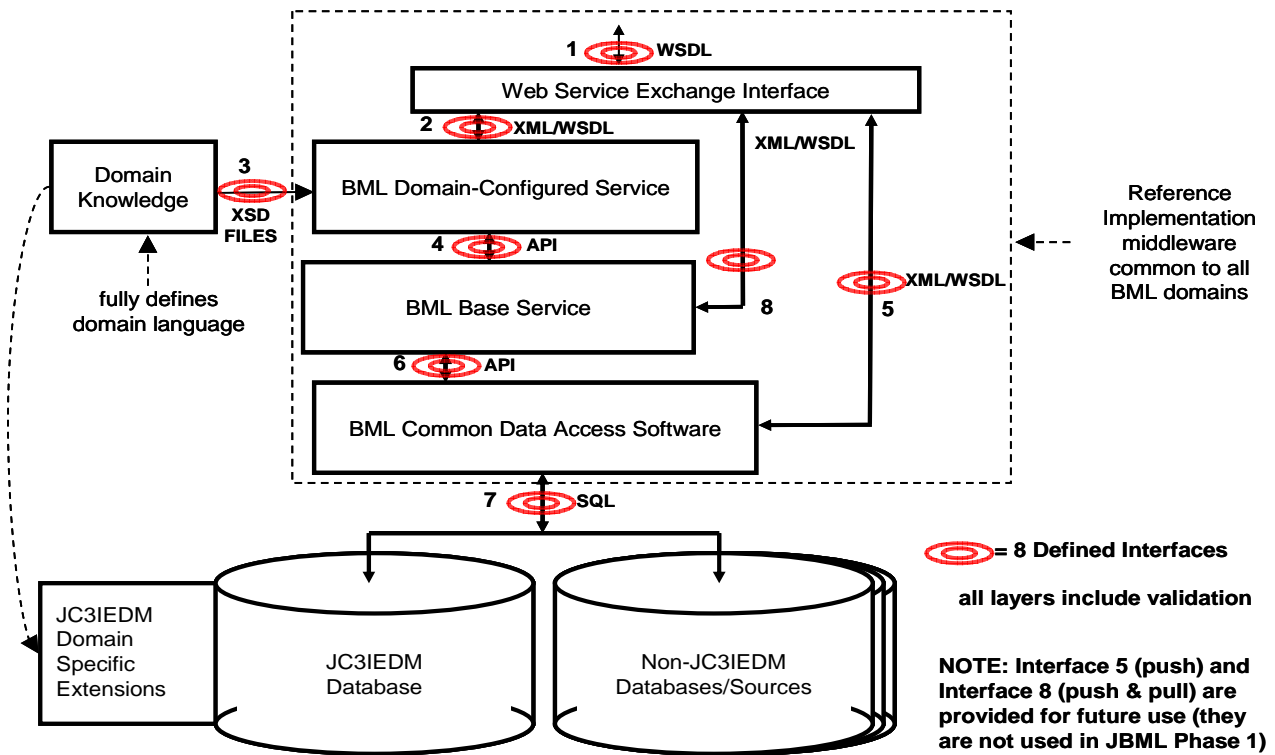 1
WSDL
Web Service Exchange Interface
2
XML/WSDL
XML/WSDL
Domain
Knowledge
3
XSD
FILES
BML Domain-Configured Service
Reference
Implementation
middleware
common to all
BML domains
4
API
fully defines
domain language
BML Base Service
8
5
XML/WSDL
6
API
BML Common Data Access Software
7
SQL
= 8 Defined Interfaces
all layers include validation
JC3IEDM
Domain
Specific
Extensions
JC3IEDM
Database
Non-JC3IEDM
Databases/Sources
NOTE: Interface 5 (push) and
Interface 8 (push & pull) are
provided for future use (they
are not used in JBML Phase 1)